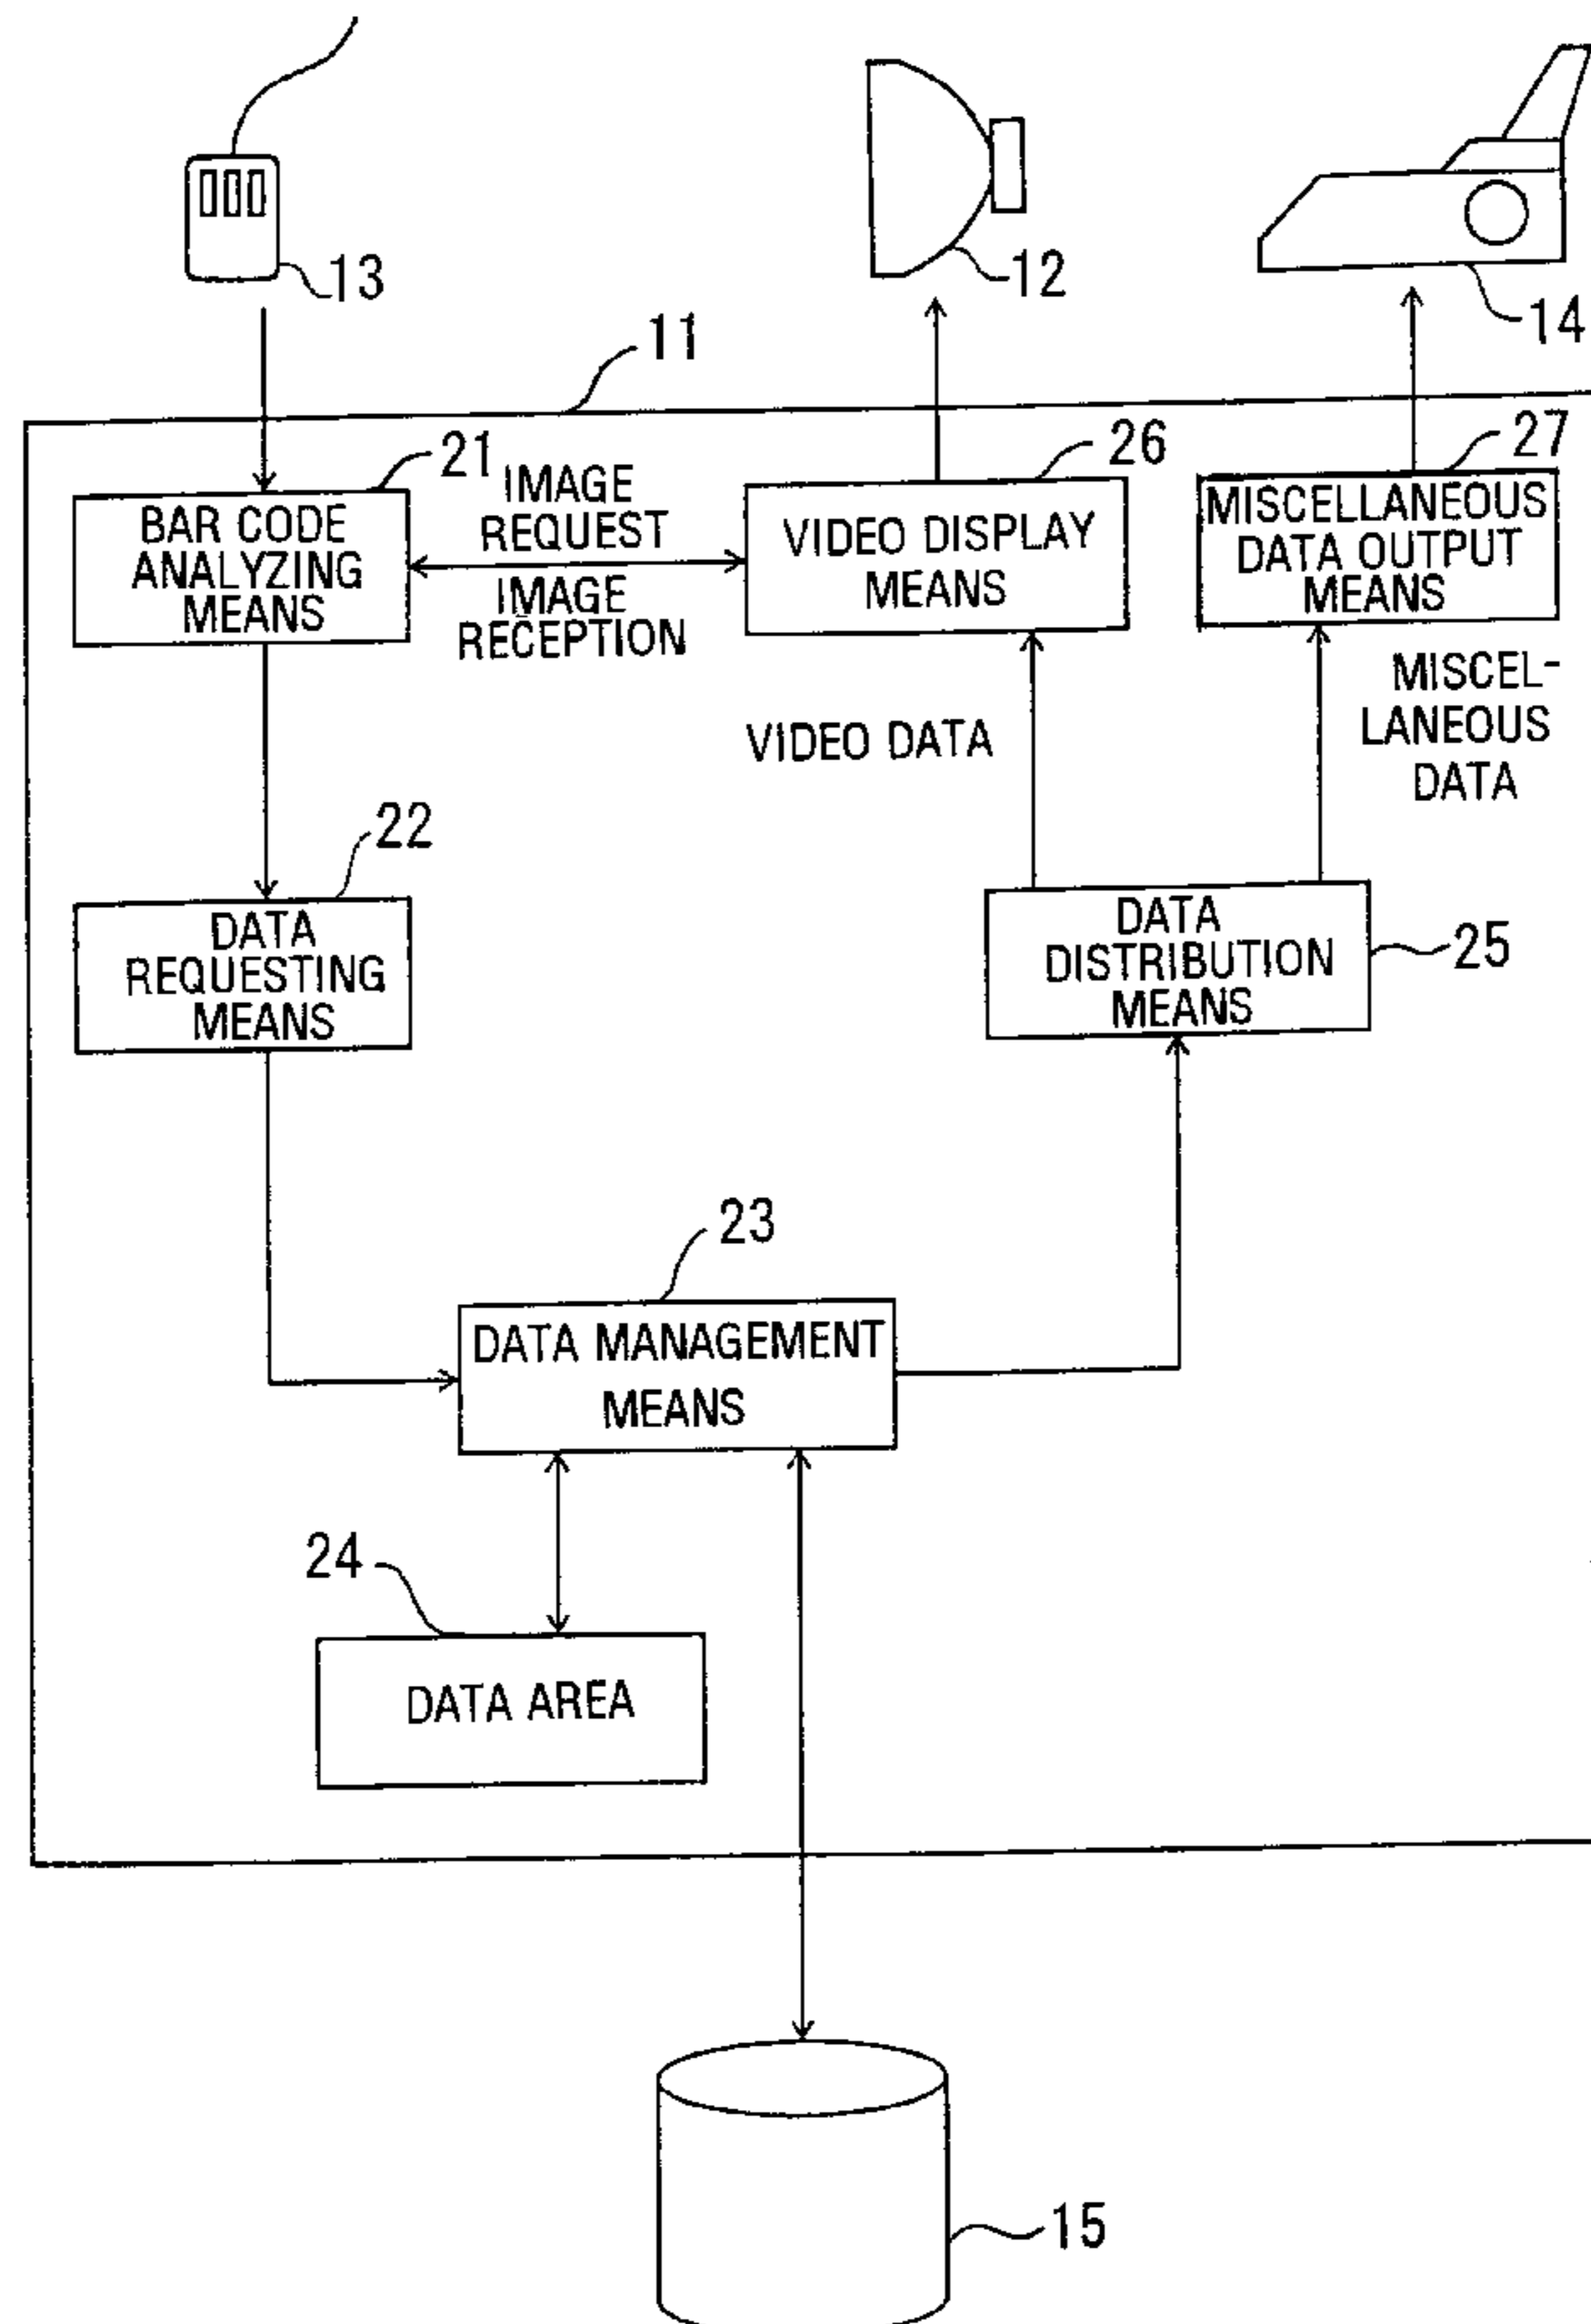 13
12
14
11
21
IMAGE
REQUEST
IMAGE
RECEPTION
26
27
BAR CODE
ANALYZING
MEANS
VIDEO DISPLAY
MEANS
MISCELLANEOUS
DATA OUTPUT
MEANS
VIDEO DATA
MISCEL-
LANEOUS
DATA
22
DATA
REQUESTING
MEANS
DATA
DISTRIBUTION
MEANS
25
23
DATA MANAGEMENT
MEANS
24
DATA AREA
15